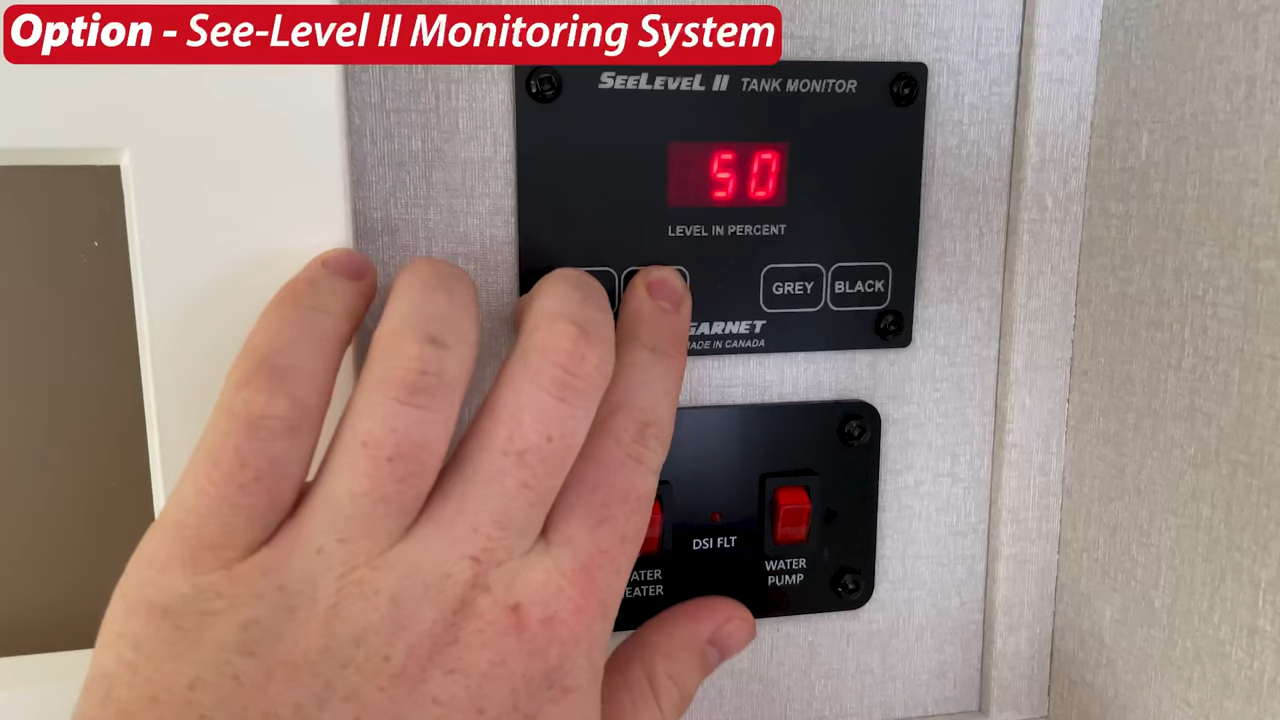 Option - See-Level II Monitoring System
SEELEVEL II TANK MONITOR
50
LEVEL IN PERCENT
GREY BLACK
GARNET
MADE IN CANADA
DSI FLT
WATER
PUMP